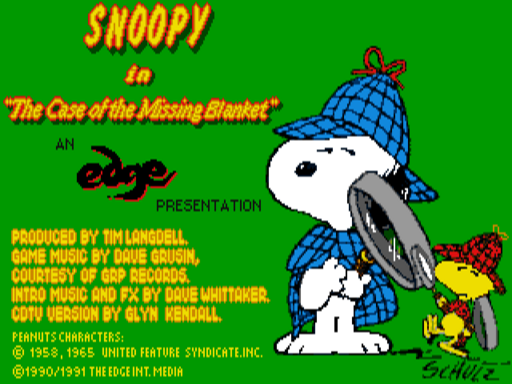 SNOOPY
in
"The Case of the Missing Blanket"
AN
edge
PRESENTATION
PRODUCED BY TIM LANGDELL.
GAME MUSIC BY DAVE GRUSIN,
COURTESY OF GRP RECORDS.
INTRO MUSIC AND FX BY DAVE WHITTAKER.
CDTV VERSION BY GLYN KENDALL.
PEANUTS CHARACTERS:
© 1958, 1965 UNITED FEATURE SYNDICATE, INC.
©1990/1991 THE EDGE INT. MEDIA
SCHULZ